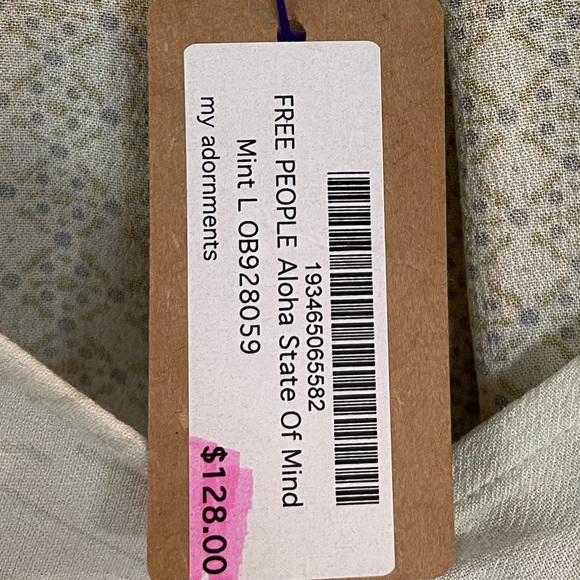 193465065582
FREE PEOPLE Aloha State Of Mind
Mint L OB928059
my adornments
$128.00